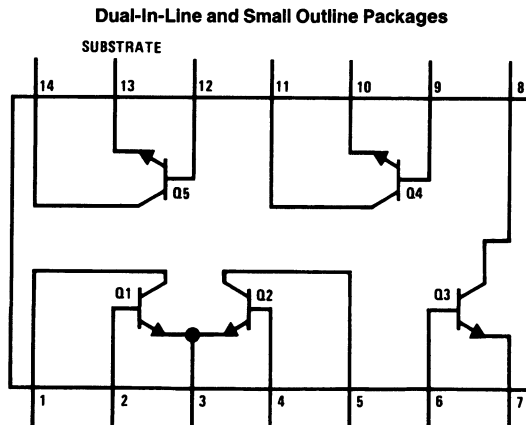 Dual-In-Line and Small Outline Packages
SUBSTRATE
14 13 12 11 10 9 8
Q5 Q4
Q1 Q2 Q3
1 2 3 4 5 6 7